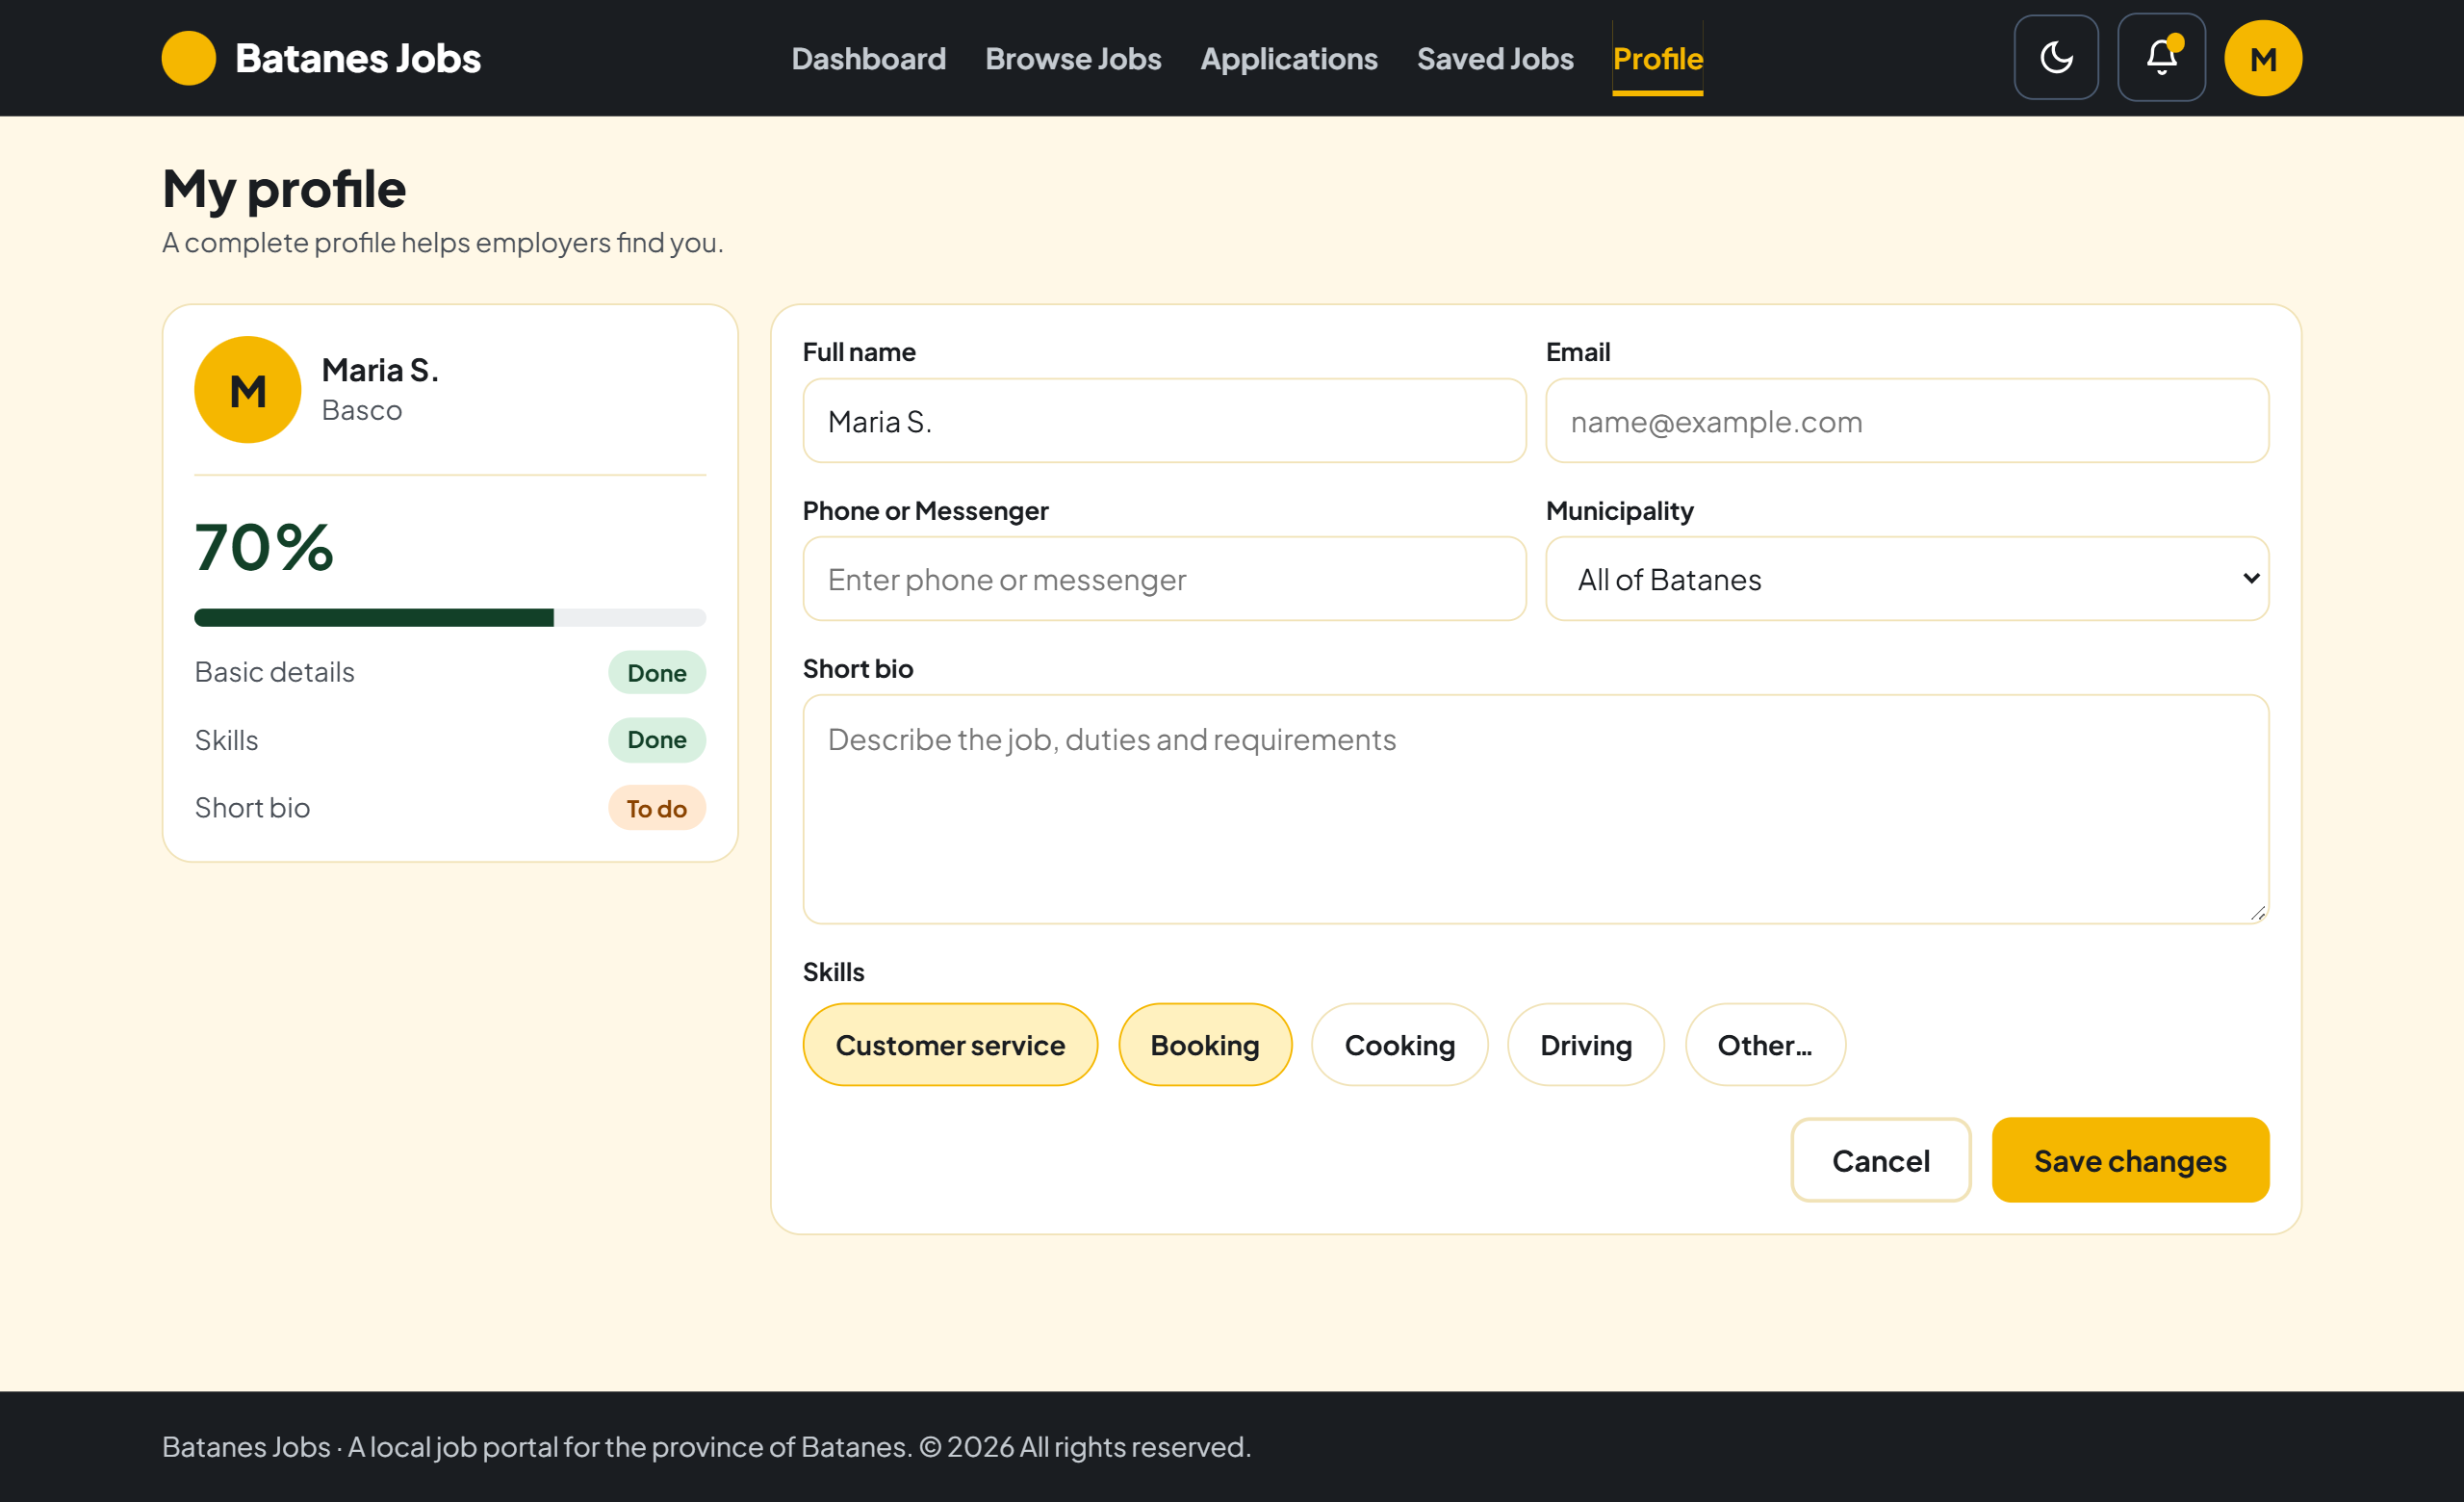 Batanes Jobs
Dashboard Browse Jobs Applications Saved Jobs Profile
M
My profile
A complete profile helps employers find you.
M
Maria S.
Basco
70%
Basic details Done
Skills Done
Short bio To do
Full name
Maria S.
Email
name@example.com
Phone or Messenger
Enter phone or messenger
Municipality
All of Batanes
Short bio
Describe the job, duties and requirements
Skills
Customer service Booking Cooking Driving Other...
Cancel Save changes
Batanes Jobs · A local job portal for the province of Batanes. © 2026 All rights reserved.